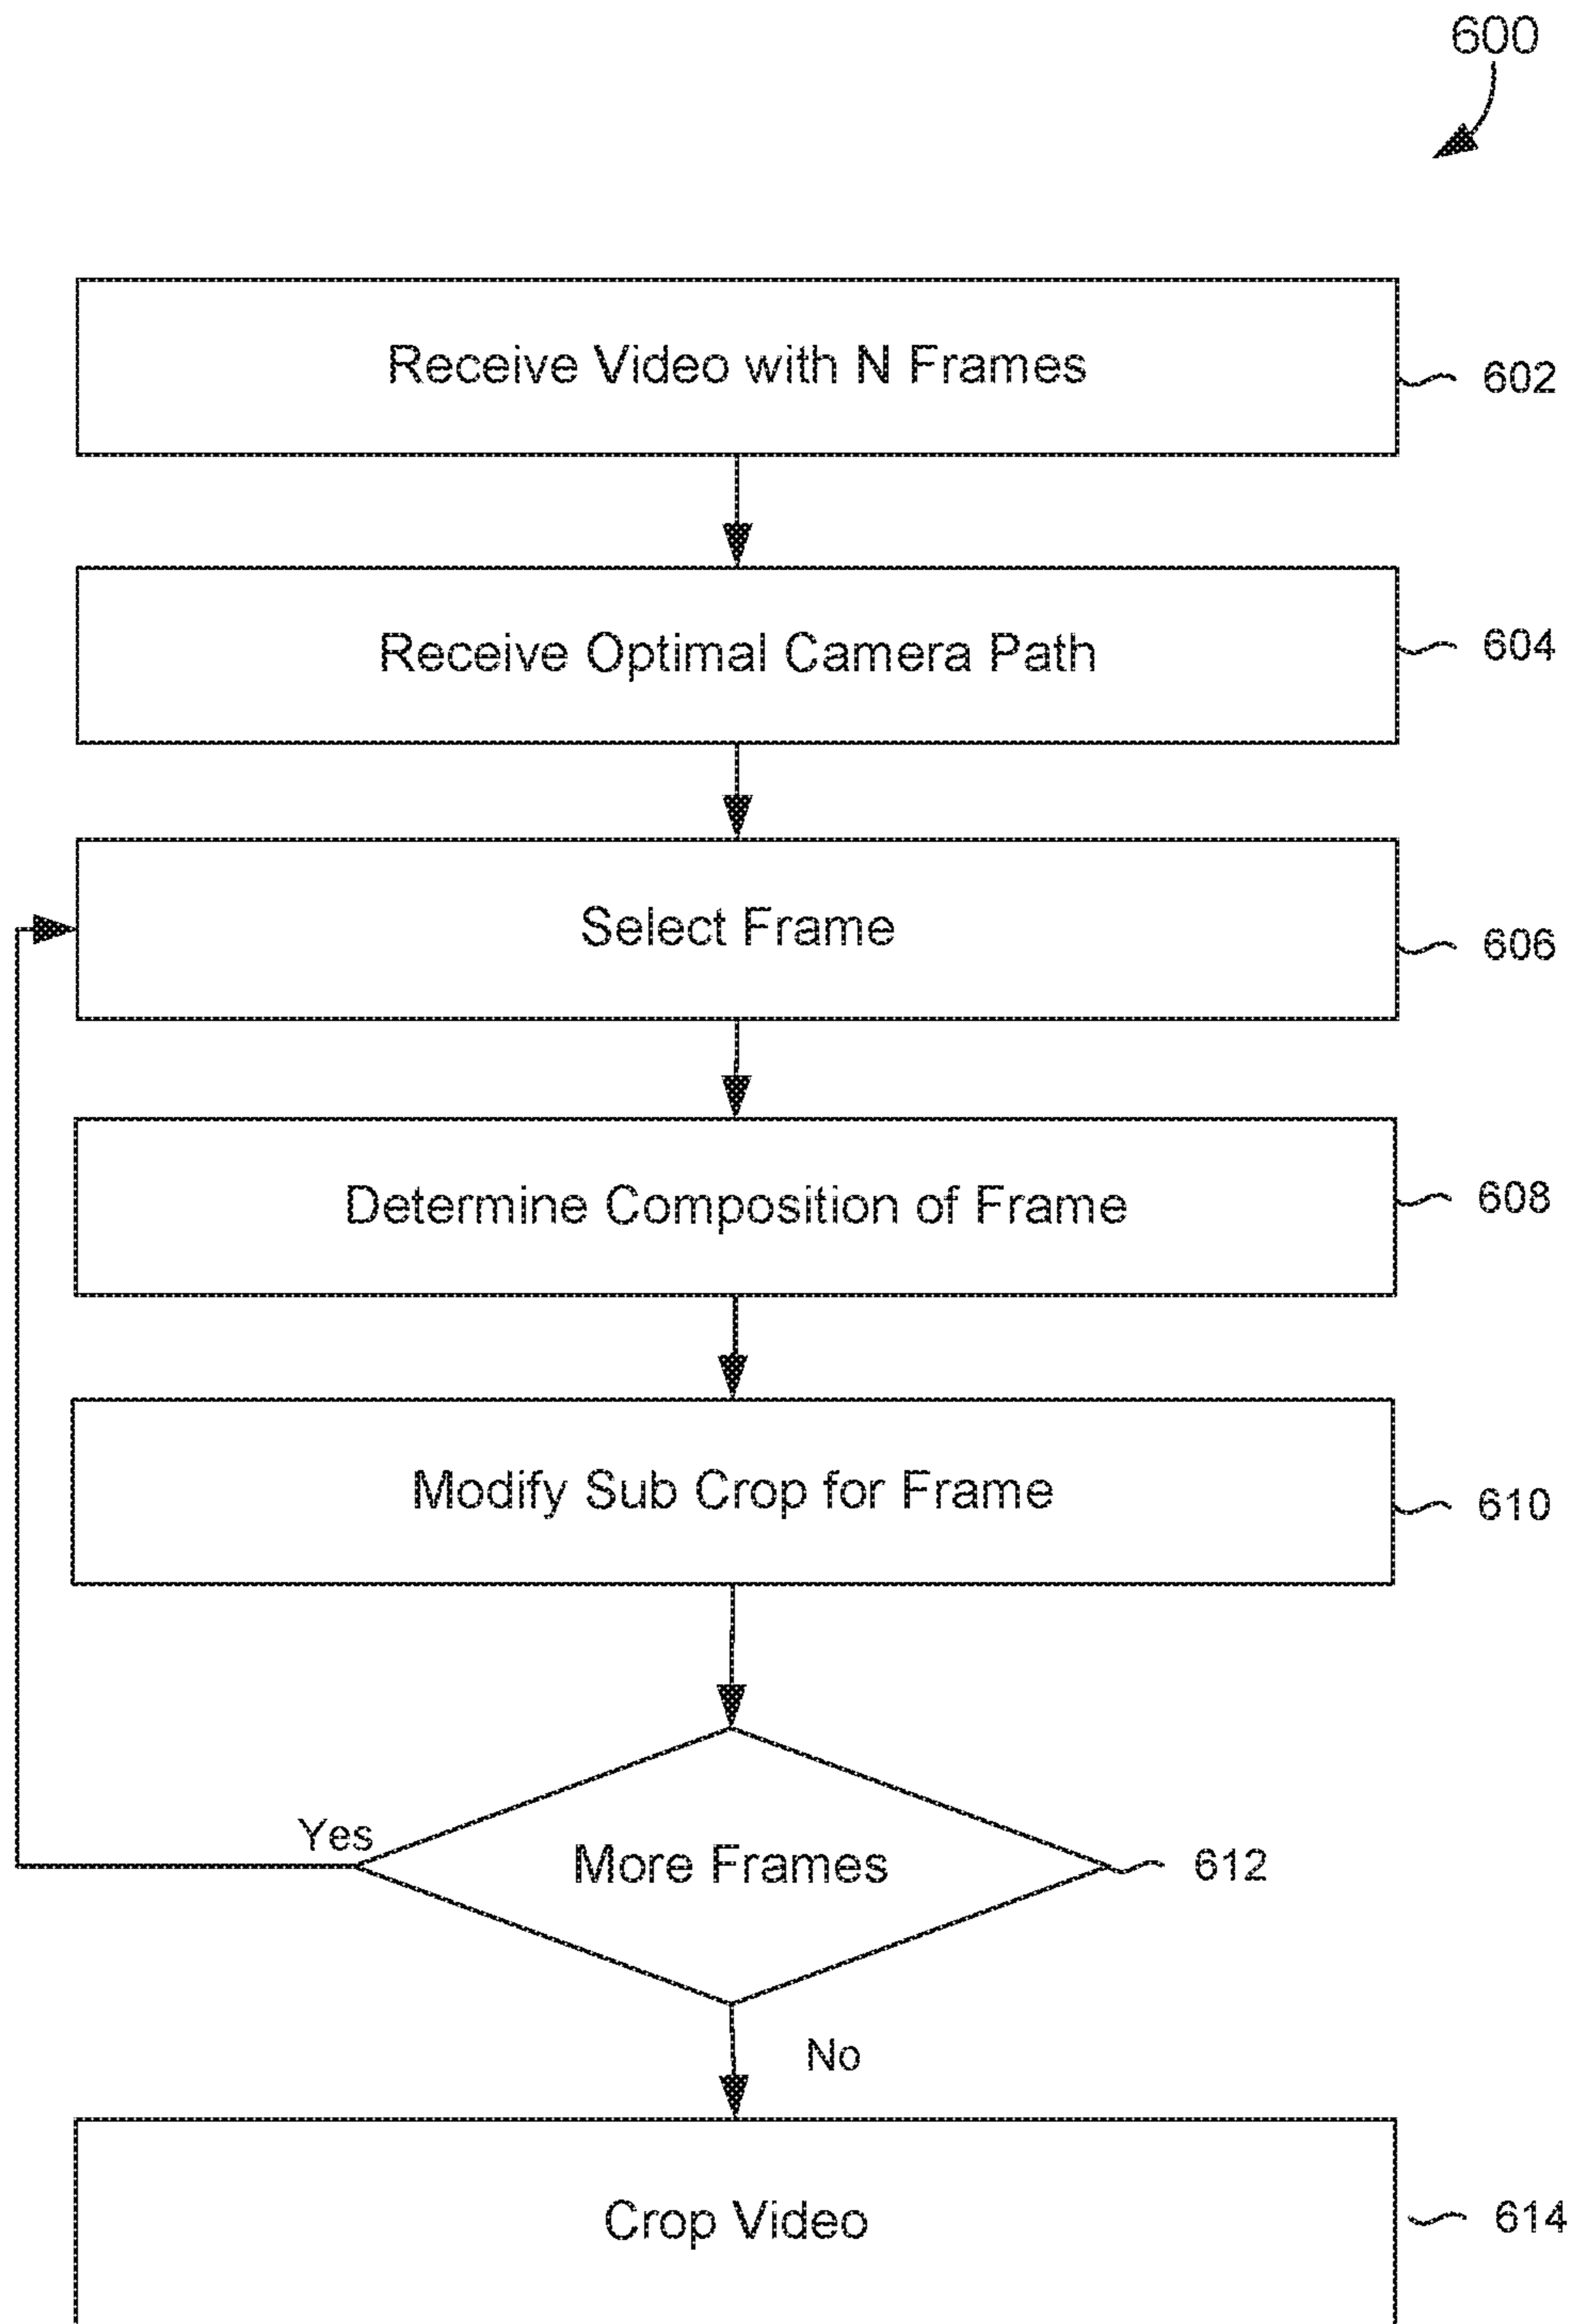 600
Receive Video with N Frames
602
Receive Optimal Camera Path
604
Select Frame
606
Determine Composition of Frame
608
Modify Sub Crop for Frame
610
Yes
More Frames
612
No
Crop Video
614